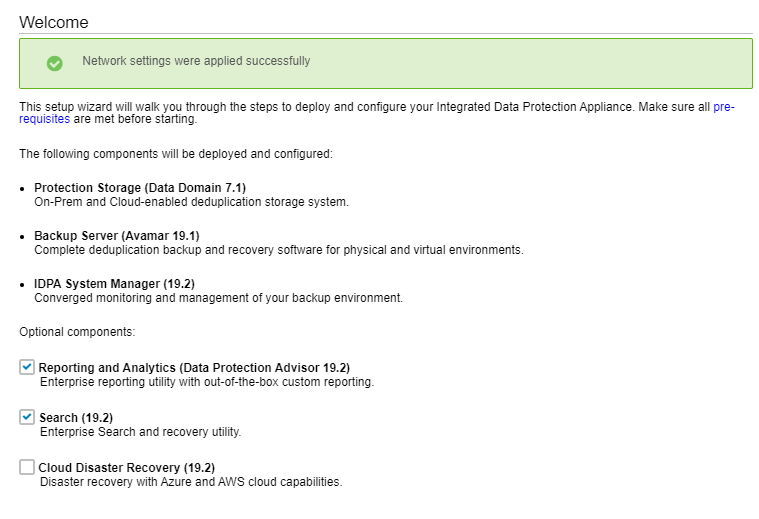 Welcome
Network settings were applied successfully
This setup wizard will walk you through the steps to deploy and configure your Integrated Data Protection Appliance. Make sure all pre-
requisites are met before starting.
The following components will be deployed and configured:
• Protection Storage (Data Domain 7.1)
On-Prem and Cloud-enabled deduplication storage system.
• Backup Server (Avamar 19.1)
Complete deduplication backup and recovery software for physical and virtual environments.
• IDPA System Manager (19.2)
Converged monitoring and management of your backup environment.
Optional components:
Reporting and Analytics (Data Protection Advisor 19.2)
Enterprise reporting utility with out-of-the-box custom reporting.
Search (19.2)
Enterprise Search and recovery utility.
Cloud Disaster Recovery (19.2)
Disaster recovery with Azure and AWS cloud capabilities.